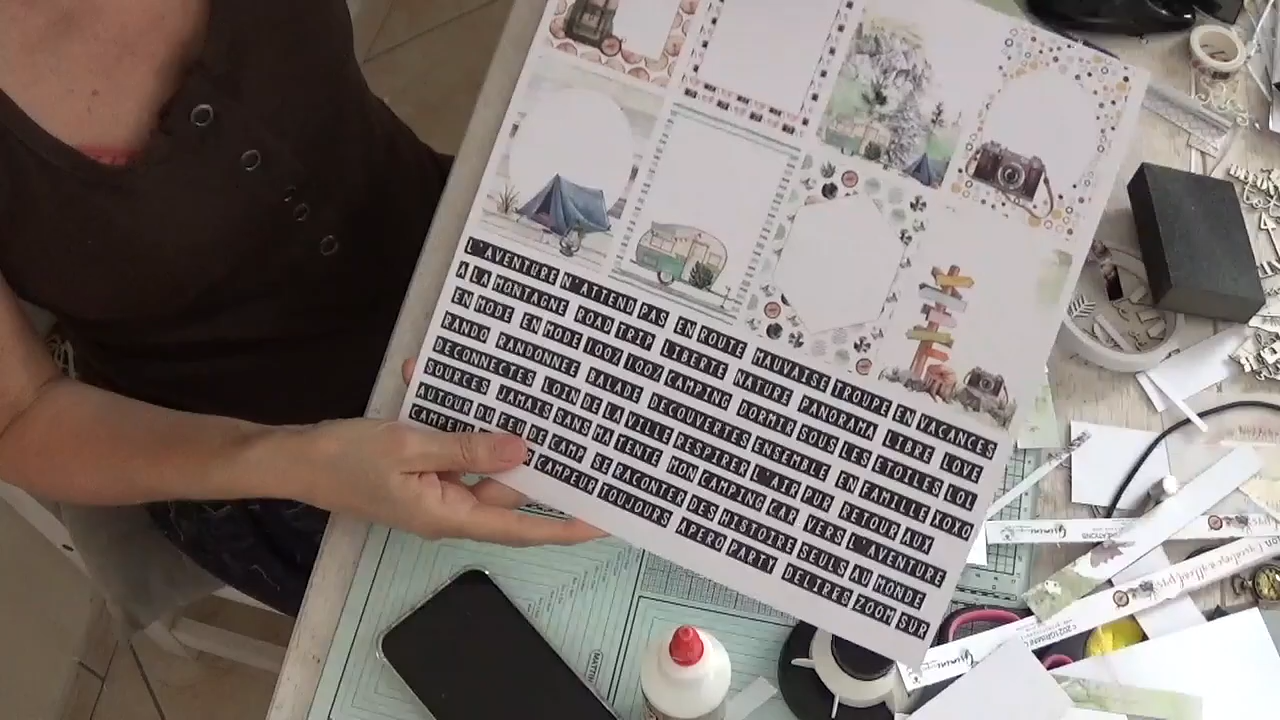 L'AVENTURE N'ATTEND PAS EN ROUTE MAUVAISE TROUPE EN VACANCES
A LA MONTAGNE ROAD TRIP LIBERTE NATURE PANORAMA LIBRE LOVE
EN MODE EN MODE 100% 100% CAMPING DORMIR SOUS LES ETOILES LOL
RANDO RANDONNEE BALADE DECOUVERTES ENSEMBLE EN FAMILLE XOXO
DECONNECTES LOIN DE LA VILLE RESPIRER L'AIR PUR RETOUR AUX
SOURCES JAMAIS SANS MA TENTE MON CAMPING CAR VERS L'AVENTURE
AUTOUR DU FEU DE CAMP SE RACONTER DES HISTOIRE SEULS AU MONDE
CAMPEUR CAMPEUR TOUJOURS APERO PARTY DELIRES ZOOM SUR